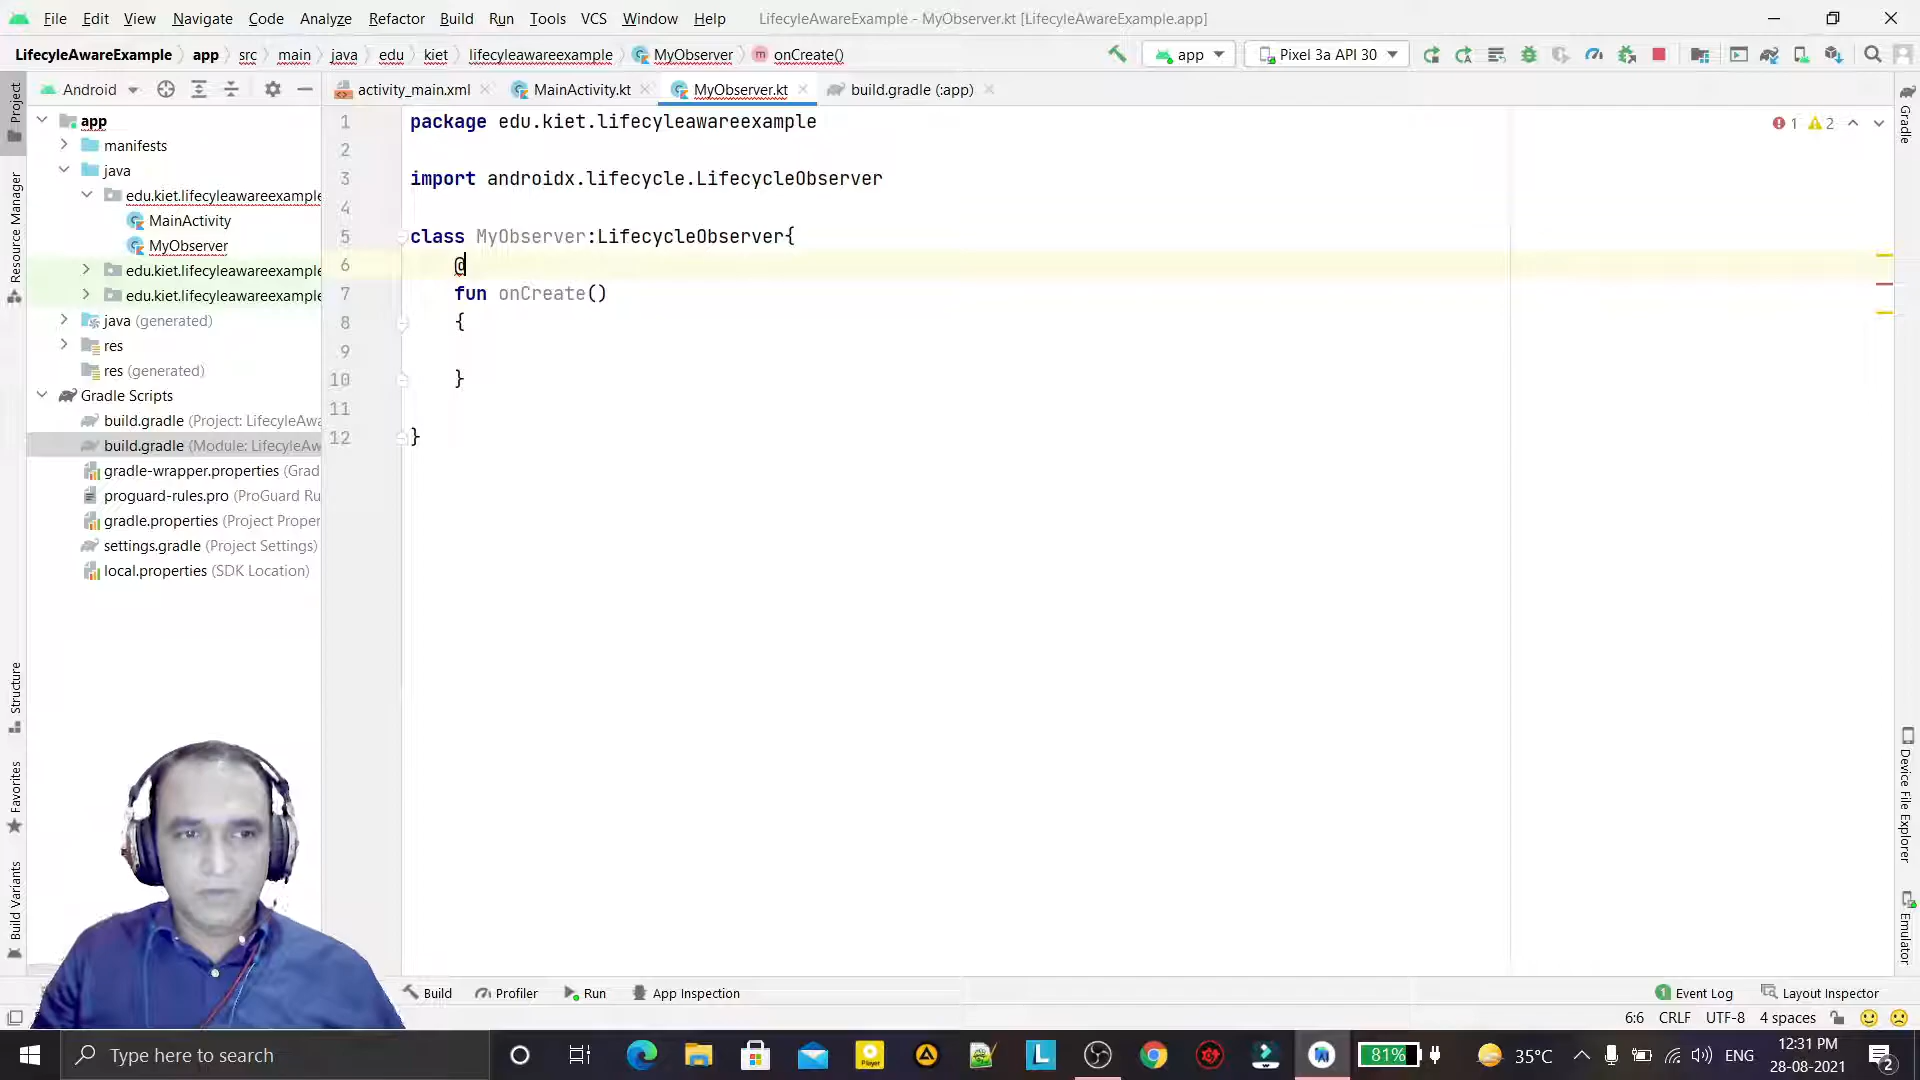 File Edit View Navigate Code Analyze Refactor Build Run Tools VCS Window Help LifecyleAwareExample - MyObserver.kt [LifecyleAwareExample.app]
LifecyleAwareExample app src main java edu kiet lifecyleawareexample MyObserver onCreate() app Pixel 3a API 30
Android activity_main.xml MainActivity.kt MyObserver.kt build.gradle (:app)
Project
Resource Manager
Structure
Favorites
Build Variants
app
manifests
java
edu.kiet.lifecyleawareexample
MainActivity
MyObserver
edu.kiet.lifecyleawareexample
edu.kiet.lifecyleawareexample
java (generated)
res
res (generated)
Gradle Scripts
build.gradle (Project: LifecyleAwa
build.gradle (Module: LifecyleAw
gradle-wrapper.properties (Grad
proguard-rules.pro (ProGuard Ru
gradle.properties (Project Proper
settings.gradle (Project Settings)
local.properties (SDK Location)
1 package edu.kiet.lifecyleawareexample
2
3 import androidx.lifecycle.LifecycleObserver
4
5 class MyObserver:LifecycleObserver{
6 @
7 fun onCreate()
8 {
9
10 }
11
12 }
1 2
Gradle
Device File Explorer
Emulator
Build Profiler Run App Inspection 1 Event Log Layout Inspector
6:6 CRLF UTF-8 4 spaces
Type here to search L Player 81% 35°C ENG
12:31 PM
28-08-2021
2